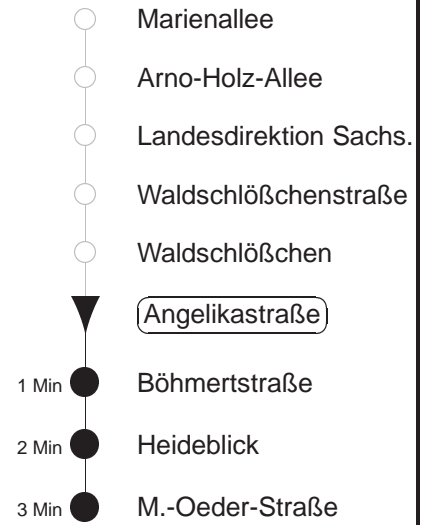 Marienallee
Arno-Holz-Allee
Landesdirektion Sachs.
Waldschlößchenstraße
Waldschlößchen
Angelikastraße
1 Min Böhmertstraße
2 Min Heideblick
3 Min M.-Oeder-Straße